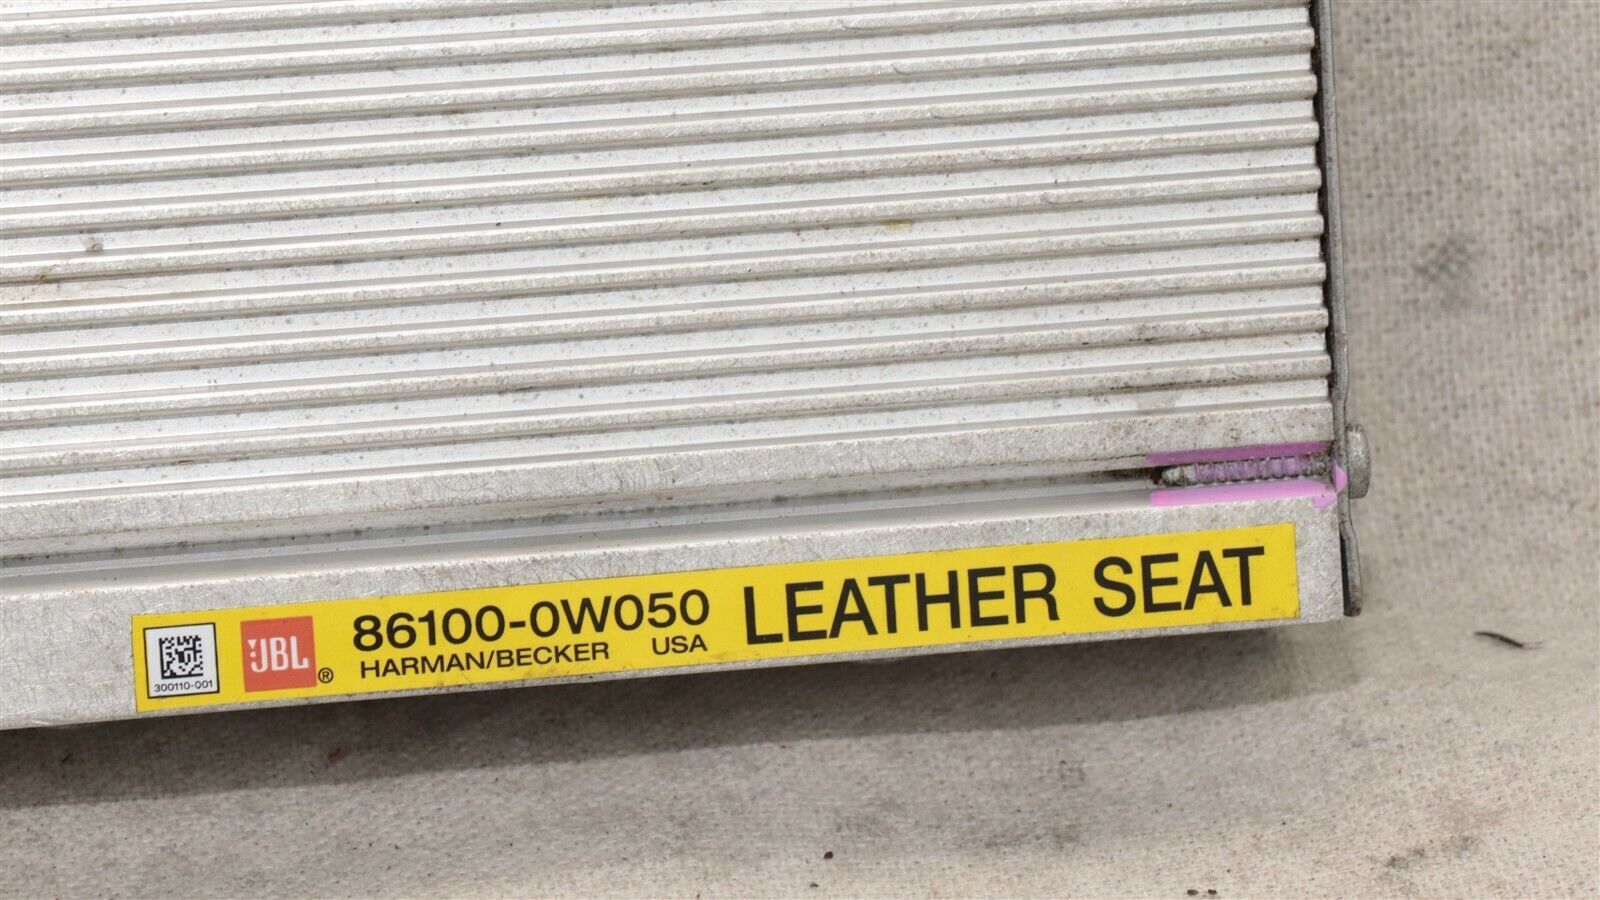 300110-001
JBL®
86100-0W050
HARMAN/BECKER USA
LEATHER SEAT